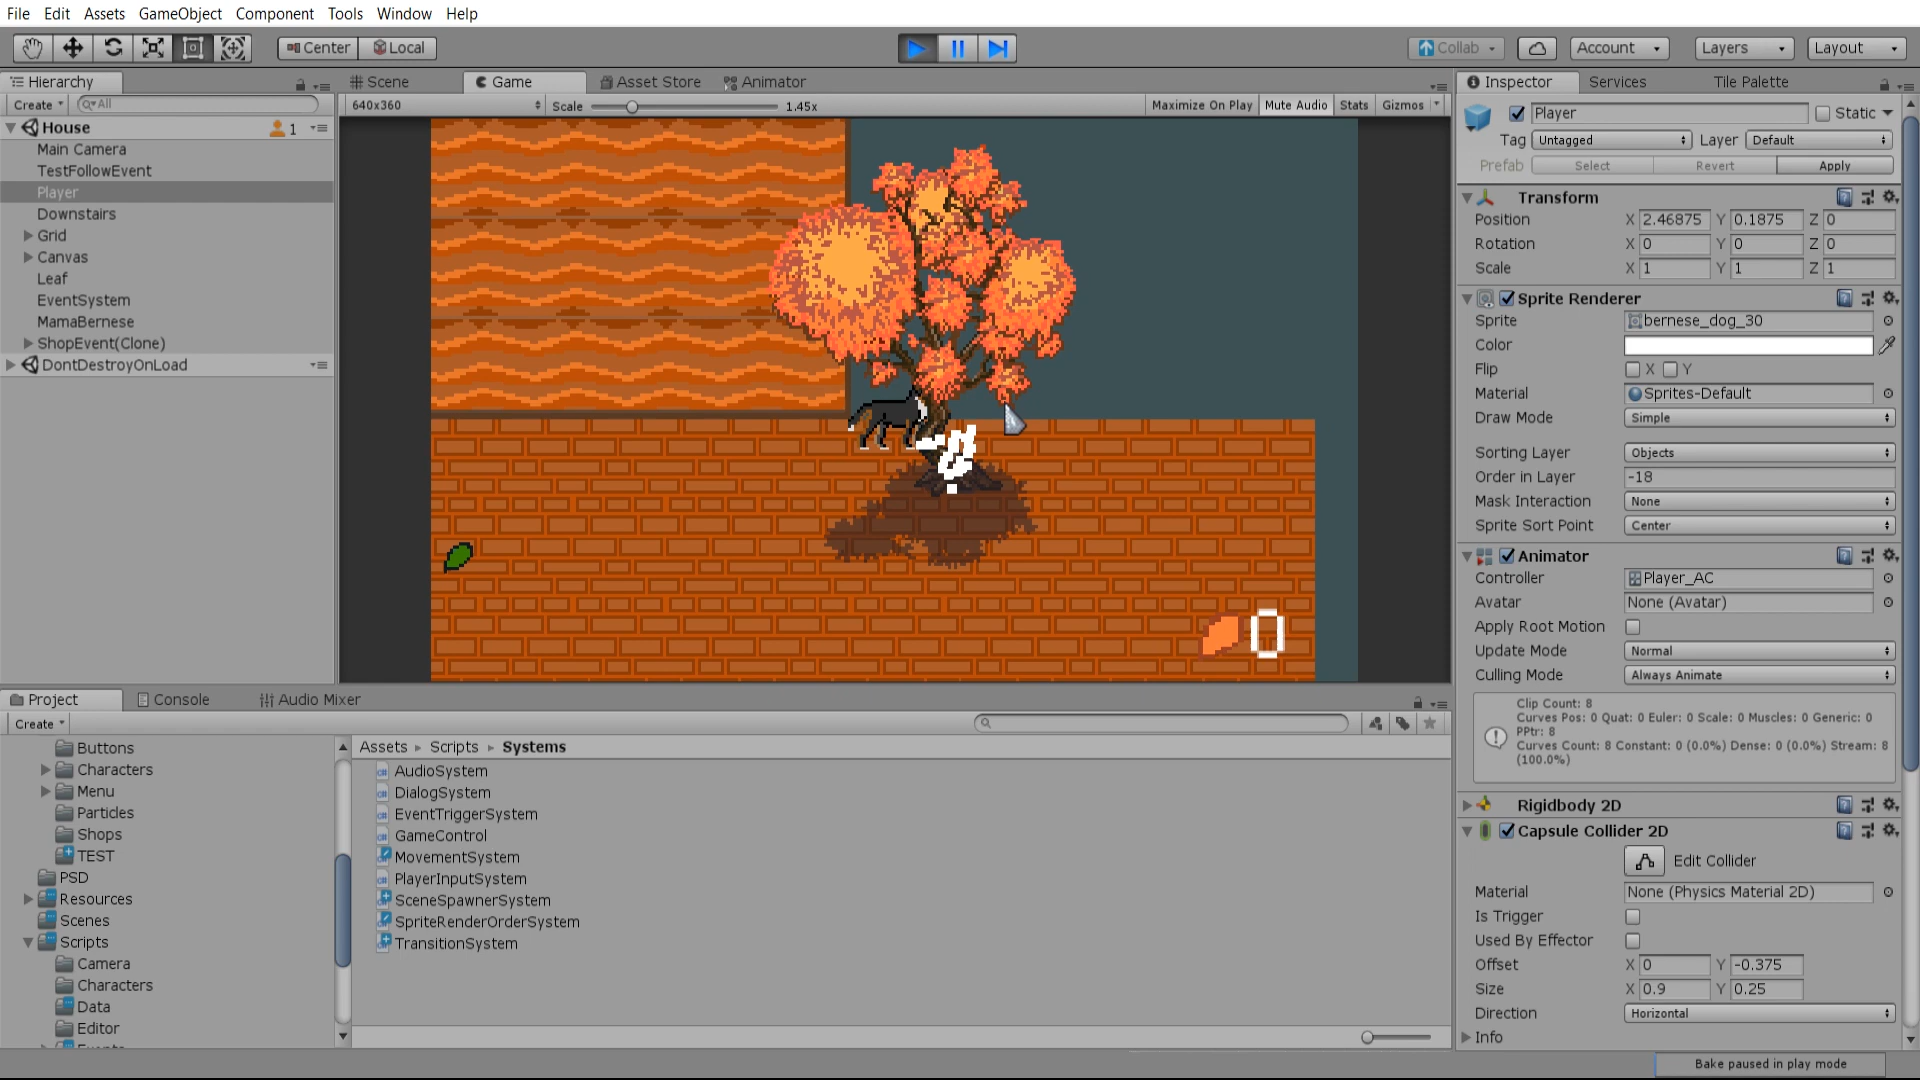 File Edit Assets GameObject Component Tools Window Help
Center Local
Collab Account Layers Layout
Hierarchy
Create All
House 1
Main Camera
TestFollowEvent
Player
Downstairs
Grid
Canvas
Leaf
EventSystem
MamaBernese
ShopEvent(Clone)
DontDestroyOnLoad
Scene Game Asset Store Animator
640x360 Scale 1.45x Maximize On Play Mute Audio Stats Gizmos
0
Inspector Services Tile Palette
Player Static
Tag Untagged Layer Default
Prefab Select Revert Apply
Transform
Position X 2.46875 Y 0.1875 Z 0
Rotation X 0 Y 0 Z 0
Scale X 1 Y 1 Z 1
Sprite Renderer
Sprite bernese_dog_30
Color
Flip X Y
Material Sprites-Default
Draw Mode Simple
Sorting Layer Objects
Order in Layer -18
Mask Interaction None
Sprite Sort Point Center
Animator
Controller Player_AC
Avatar None (Avatar)
Apply Root Motion
Update Mode Normal
Culling Mode Always Animate
Clip Count: 8
Curves Pos: 0 Quat: 0 Euler: 0 Scale: 0 Muscles: 0 Generic: 0
PPtr: 8
Curves Count: 8 Constant: 0 (0.0%) Dense: 0 (0.0%) Stream: 8
(100.0%)
Rigidbody 2D
Capsule Collider 2D
Edit Collider
Material None (Physics Material 2D)
Is Trigger
Used By Effector
Offset X 0 Y -0.375
Size X 0.9 Y 0.25
Direction Horizontal
Info
Bake paused in play mode
Project Console Audio Mixer
Create
Buttons
Characters
Menu
Particles
Shops
TEST
PSD
Resources
Scenes
Scripts
Camera
Characters
Data
Editor
Assets Scripts Systems
AudioSystem
DialogSystem
EventTriggerSystem
GameControl
MovementSystem
PlayerInputSystem
SceneSpawnerSystem
SpriteRenderOrderSystem
TransitionSystem